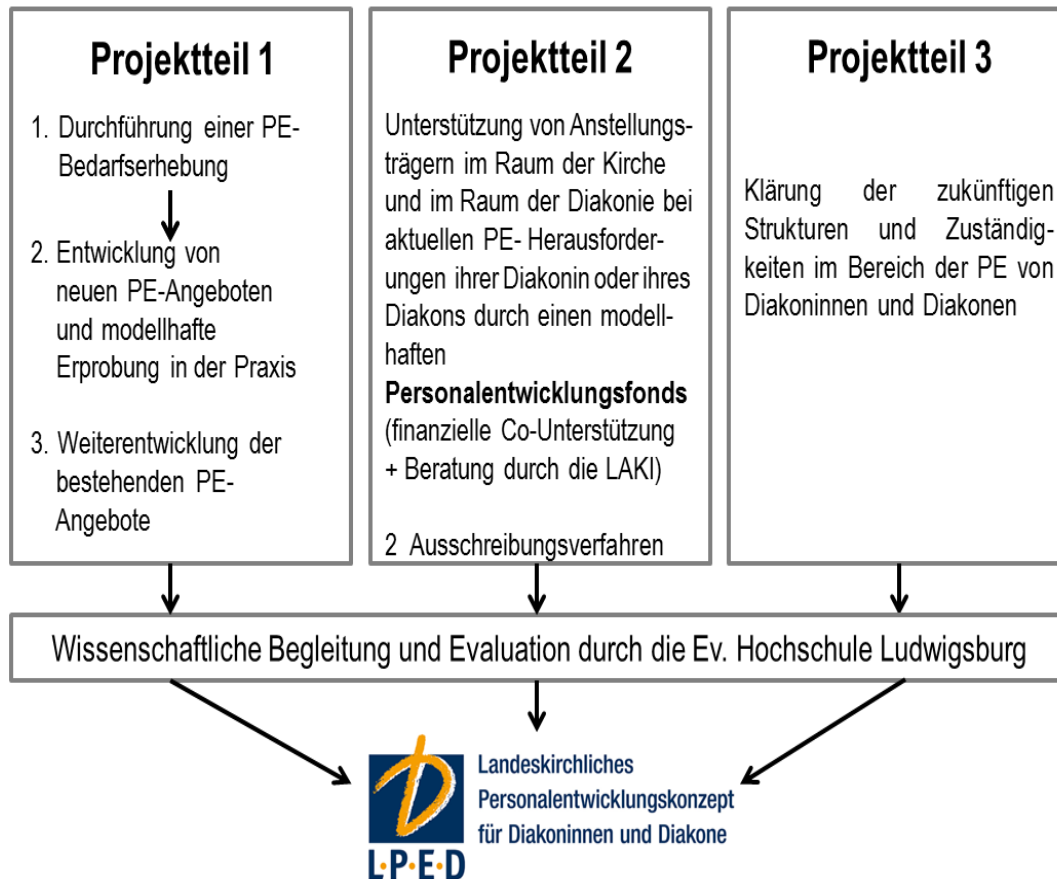 Projektteil 1
1. Durchführung einer PE-
Bedarfserhebung
2. Entwicklung von
neuen PE-Angeboten
und modellhafte
Erprobung in der Praxis
3. Weiterentwicklung der
bestehenden PE-
Angebote
Projektteil 2
Unterstützung von Anstellungs-
trägern im Raum der Kirche
und im Raum der Diakonie bei
aktuellen PE- Herausforder-
ungen ihrer Diakonin oder ihres
Diakons durch einen modell-
haften
Personalentwicklungsfonds
(finanzielle Co-Unterstützung
+ Beratung durch die LAKI)
2 Ausschreibungsverfahren
Projektteil 3
Klärung der zukünftigen
Strukturen und Zuständig-
keiten im Bereich der PE von
Diakoninnen und Diakonen
Wissenschaftliche Begleitung und Evaluation durch die Ev. Hochschule Ludwigsburg
L·P·E·D
Landeskirchliches
Personalentwicklungskonzept
für Diakoninnen und Diakone